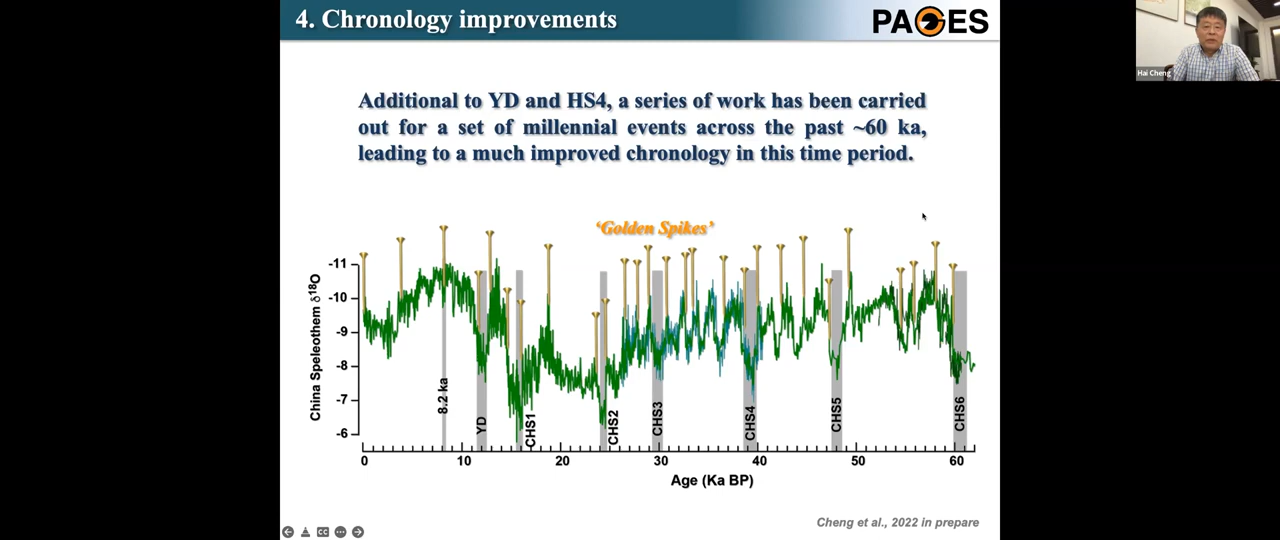 4. Chronology improvements
PAGES
Hai Cheng
Additional to YD and HS4, a series of work has been carried
out for a set of millennial events across the past ~60 ka,
leading to a much improved chronology in this time period.
‘Golden Spikes’
China Speleothem δ18O
-11
-10
-9
-8
-7
-6
8.2 ka
YD
CHS1
CHS2
CHS3
CHS4
CHS5
CHS6
0 10 20 30 40 50 60
Age (Ka BP)
Cheng et al., 2022 in prepare
CC